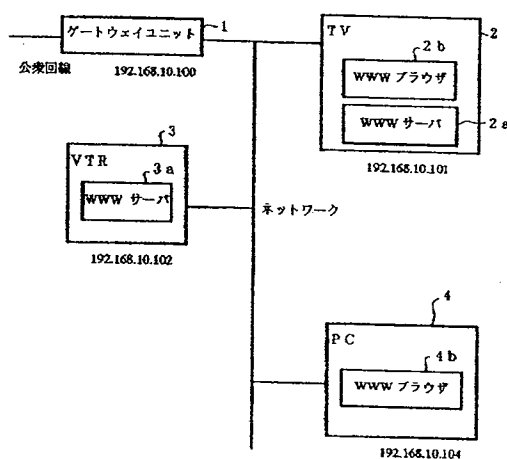 ゲートウェイユニット
1
公衆回線
192.168.10.100
TV
2
2b
WWW ブラウザ
WWW サーバ
2a
192.168.10.101
3
VTR
3a
WWW サーバ
192.168.10.102
ネットワーク
4
PC
4b
WWW ブラウザ
192.168.10.104